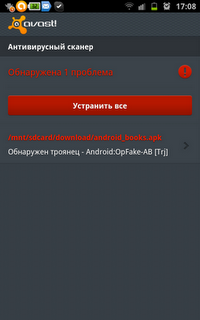 17:08
avast!
Антивирусный сканер
Обнаружена 1 проблема
Устранить все
/mnt/sdcard/download/android_books.apk
Обнаружен троянец - Android:OpFake-AB [Trj]